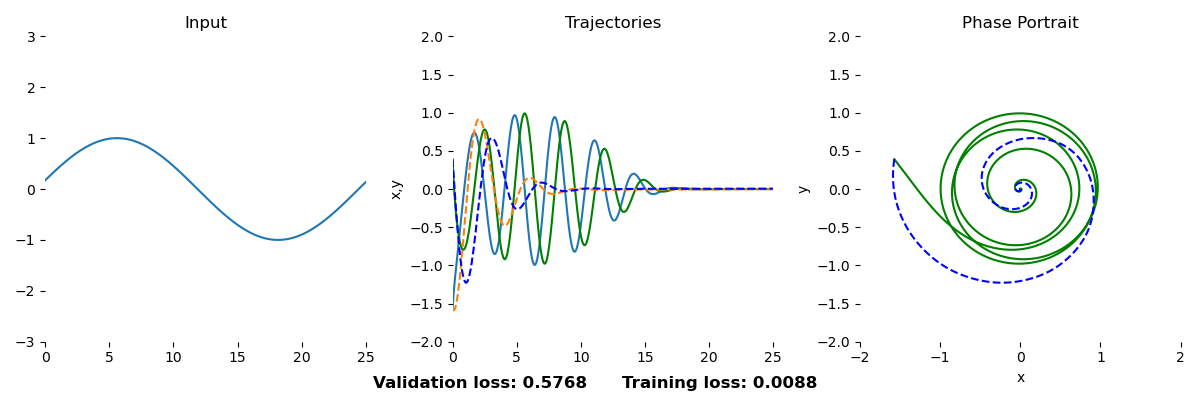 Input
Trajectories
Phase Portrait
3
2
1
0
−1
−2
−3
0 5 10 15 20 25
x,y
2.0
1.5
1.0
0.5
0.0
−0.5
−1.0
−1.5
−2.0
0 5 10 15 20 25
y
2.0
1.5
1.0
0.5
0.0
−0.5
−1.0
−1.5
−2.0
−2 −1 0 1 2
x
Validation loss: 0.5768 Training loss: 0.0088